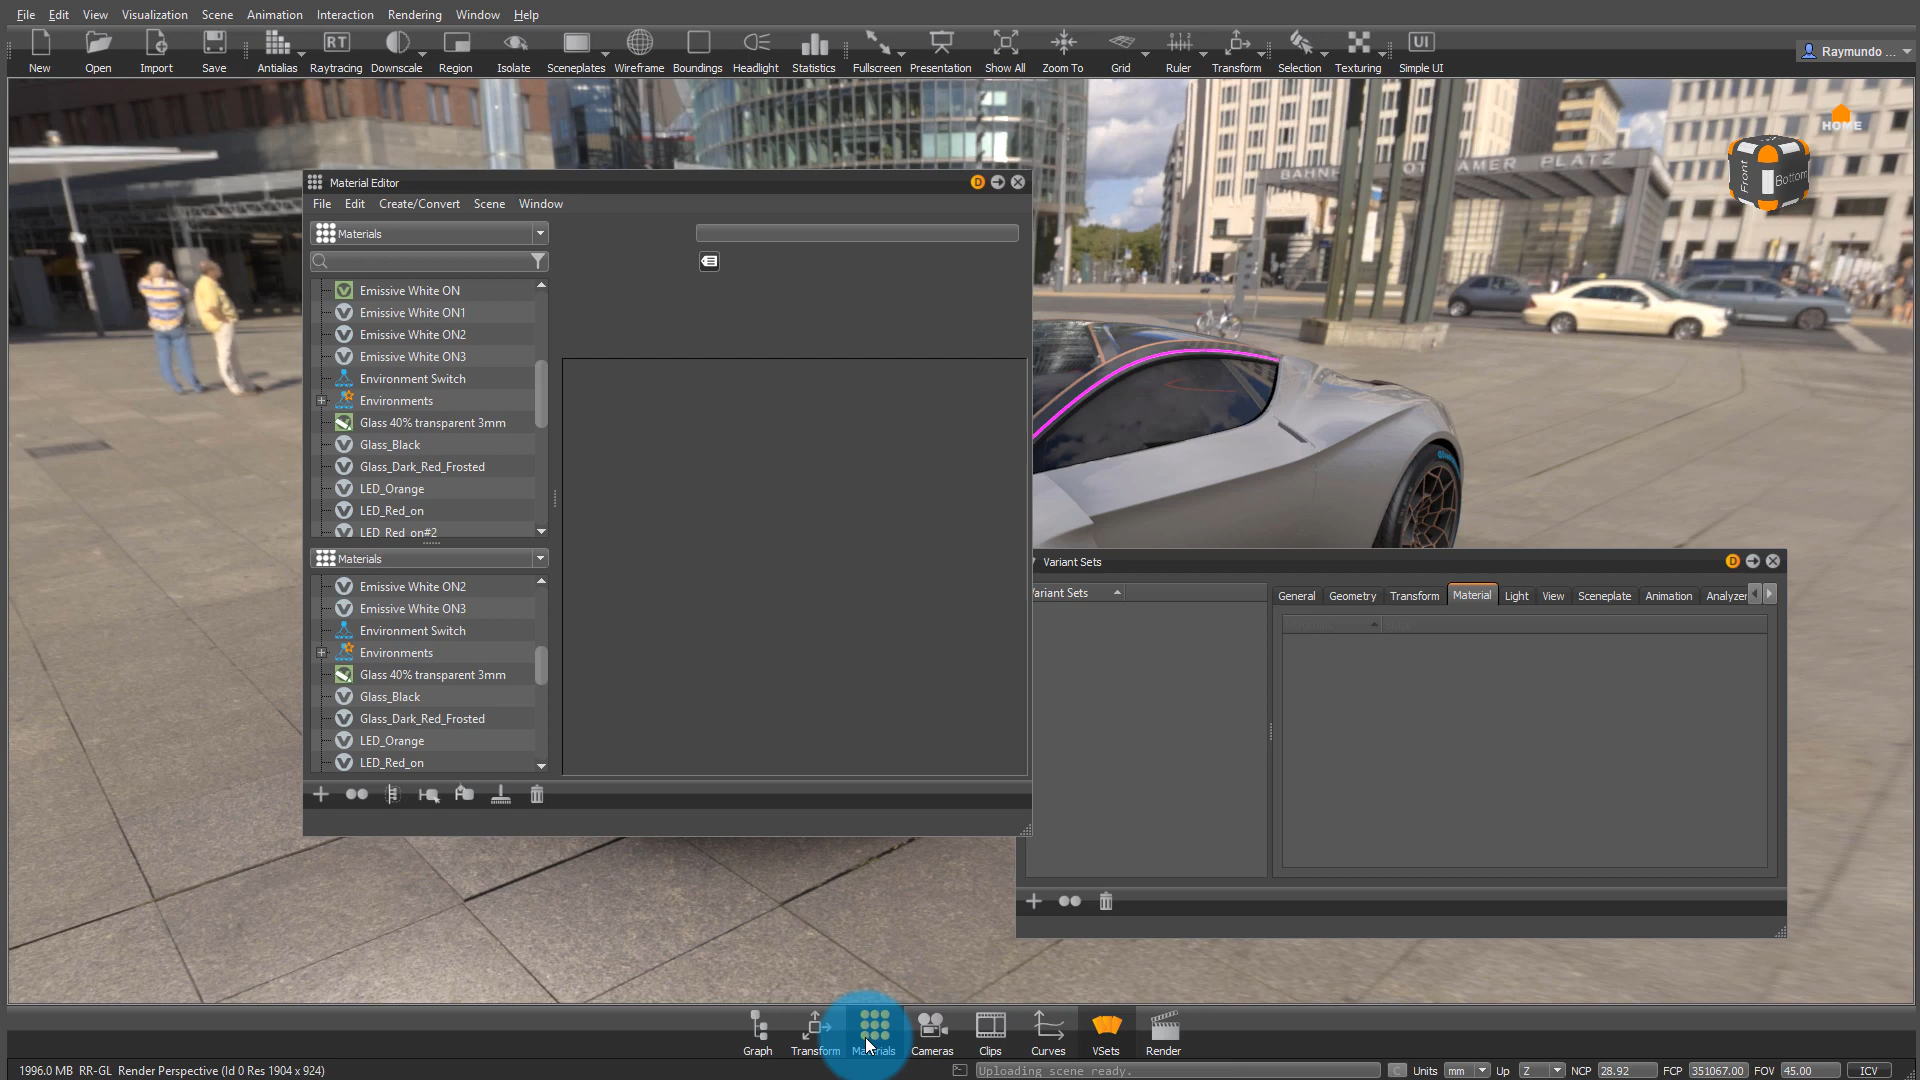 File Edit View Visualization Scene Animation Interaction Rendering Window Help
New Open Import Save Antialias Raytracing Downscale Region Isolate Sceneplates Wireframe Boundings Headlight Statistics Fullscreen Presentation Show All Zoom To Grid Ruler Transform Selection Texturing Simple UI
RT
UI
Raymundo ...
HOME
Front
Bottom
PLATZ
Material Editor
D
File Edit Create/Convert Scene Window
Materials
Emissive White ON
Emissive White ON1
Emissive White ON2
Emissive White ON3
Environment Switch
Environments
Glass 40% transparent 3mm
Glass_Black
Glass_Dark_Red_Frosted
LED_Orange
LED_Red_on
LED_Red_on#2
Materials
Emissive White ON2
Emissive White ON3
Environment Switch
Environments
Glass 40% transparent 3mm
Glass_Black
Glass_Dark_Red_Frosted
LED_Orange
LED_Red_on
Variant Sets
D
ariant Sets
General Geometry Transform Material Light View Sceneplate Animation Analyzer
Graph Transform Materials Cameras Clips Curves VSets Render
1996.0 MB RR-GL Render Perspective (Id 0 Res 1904 x 924)
Uploading scene ready.
C Units mm Up Z NCP 28.92 FCP 351067.00 FOV 45.00 ICV